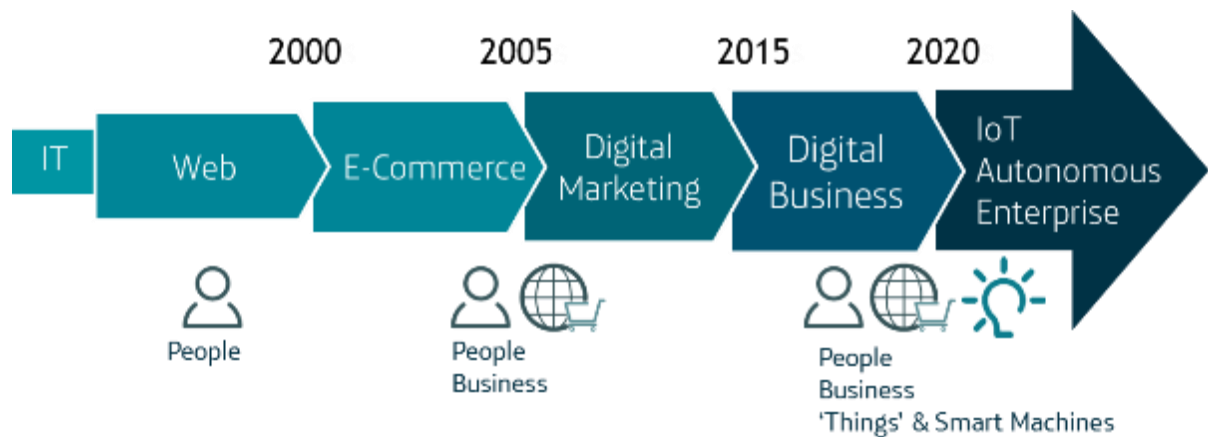 2000
2005
2015
2020
IT
Web
E-Commerce
Digital
Marketing
Digital
Business
IoT
Autonomous
Enterprise
People
People
Business
People
Business
‘Things’ & Smart Machines